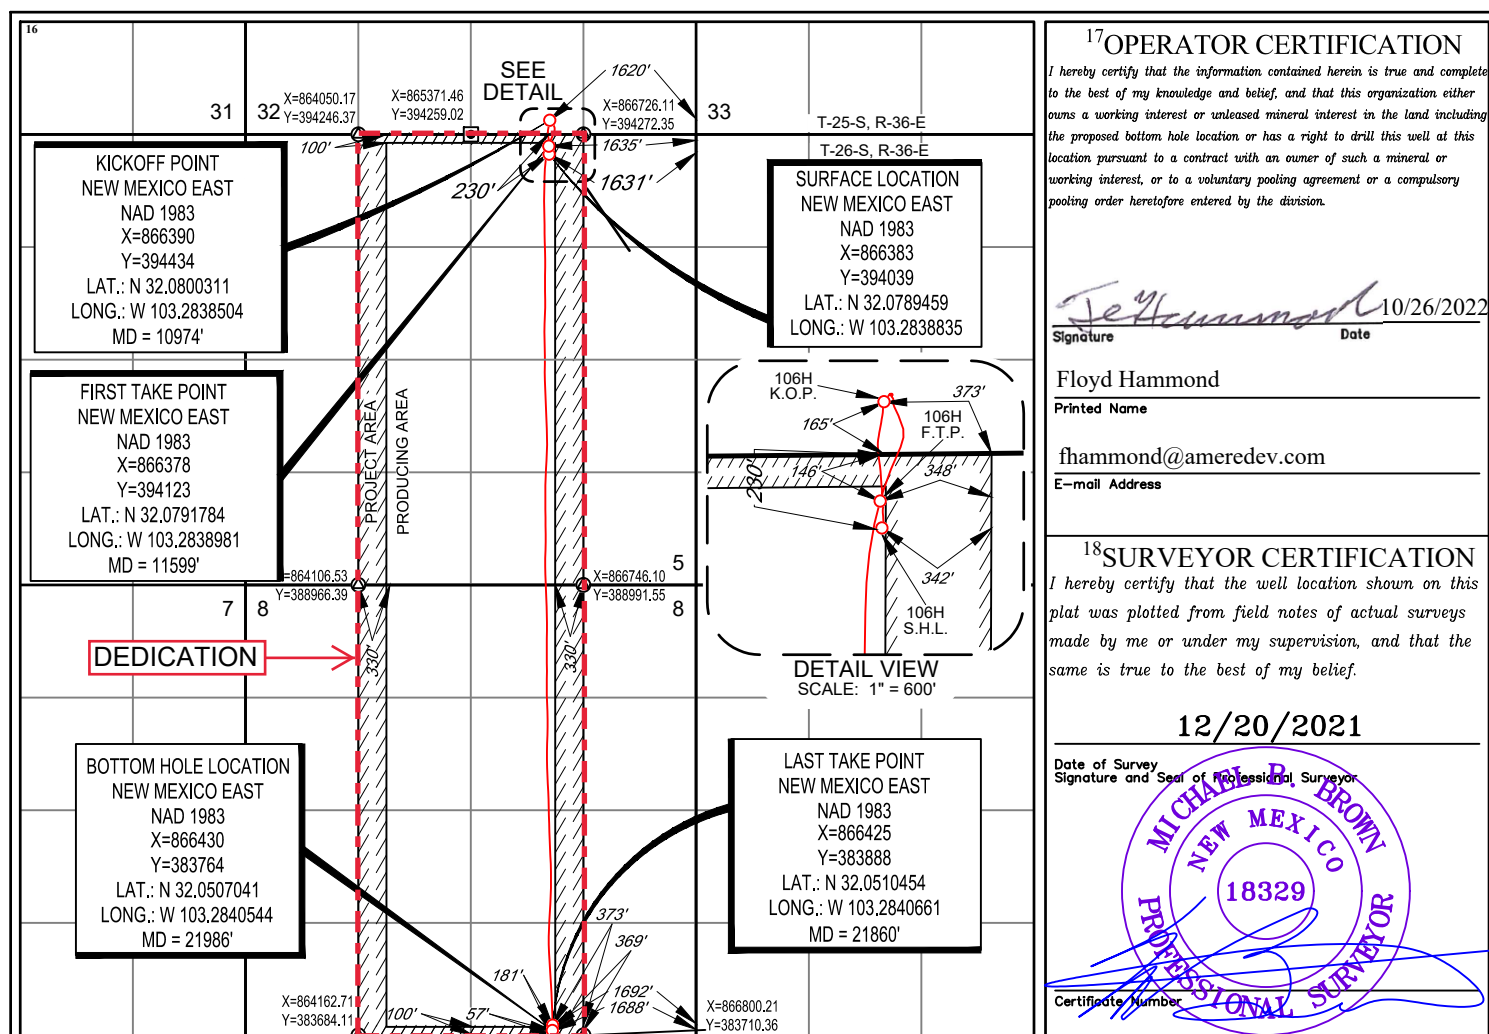 16
SEE
DETAIL
1620'
X=864050.17
Y=394246.37
X=865371.46
Y=394259.02
X=866726.11
Y=394272.35
31
32
33
T-25-S, R-36-E
T-26-S, R-36-E
100'
230'
1635'
1631'
KICKOFF POINT
NEW MEXICO EAST
NAD 1983
X=866390
Y=394434
LAT.: N 32.0800311
LONG.: W 103.2838504
MD = 10974'
SURFACE LOCATION
NEW MEXICO EAST
NAD 1983
X=866383
Y=394039
LAT.: N 32.0789459
LONG.: W 103.2838835
FIRST TAKE POINT
NEW MEXICO EAST
NAD 1983
X=866378
Y=394123
LAT.: N 32.0791784
LONG.: W 103.2838981
MD = 11599'
PROJECT AREA
PRODUCING AREA
106H
K.O.P.
373'
165'
106H
F.T.P.
146'
348'
230'
342'
106H
S.H.L.
DETAIL VIEW
SCALE: 1" = 600'
X=864106.53
Y=388966.39
X=866746.10
Y=388991.55
5
7
8
8
330'
330'
DEDICATION
BOTTOM HOLE LOCATION
NEW MEXICO EAST
NAD 1983
X=866430
Y=383764
LAT.: N 32.0507041
LONG.: W 103.2840544
MD = 21986'
LAST TAKE POINT
NEW MEXICO EAST
NAD 1983
X=866425
Y=383888
LAT.: N 32.0510454
LONG.: W 103.2840661
MD = 21860'
373'
369'
181'
1692'
1688'
100'
57'
X=864162.71
Y=383684.11
X=866800.21
Y=383710.36
17OPERATOR CERTIFICATION
I hereby certify that the information contained herein is true and complete
to the best of my knowledge and belief, and that this organization either
owns a working interest or unleased mineral interest in the land including
the proposed bottom hole location or has a right to drill this well at this
location pursuant to a contract with an owner of such a mineral or
working interest, or to a voluntary pooling agreement or a compulsory
pooling order heretofore entered by the division.
10/26/2022
Signature
Date
Floyd Hammond
Printed Name
fhammond@ameredev.com
E-mail Address
18SURVEYOR CERTIFICATION
I hereby certify that the well location shown on this
plat was plotted from field notes of actual surveys
made by me or under my supervision, and that the
same is true to the best of my belief.
12/20/2021
Date of Survey
Signature and Seal of Professional Surveyor
MICHAEL B. BROWN
NEW MEXICO
18329
PROFESSIONAL SURVEYOR
Certificate Number